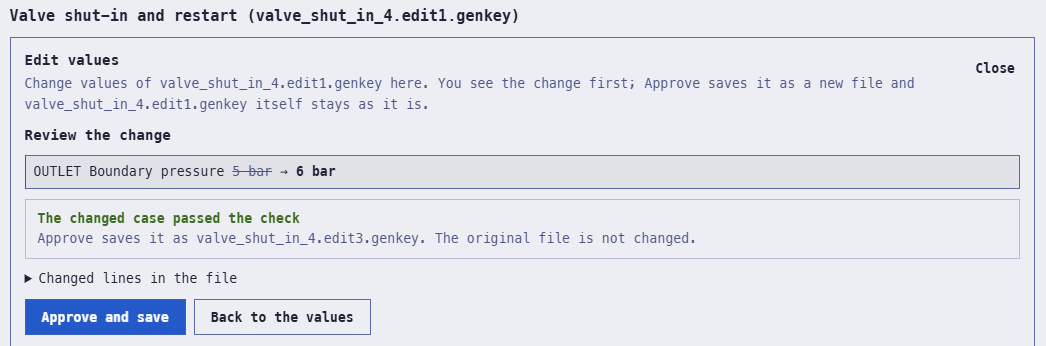 Valve shut-in and restart (valve_shut_in_4.edit1.genkey)
Edit values
Close
Change values of valve_shut_in_4.edit1.genkey here. You see the change first; Approve saves it as a new file and
valve_shut_in_4.edit1.genkey itself stays as it is.
Review the change
OUTLET Boundary pressure 5 bar → 6 bar
The changed case passed the check
Approve saves it as valve_shut_in_4.edit3.genkey. The original file is not changed.
▶ Changed lines in the file
Approve and save Back to the values